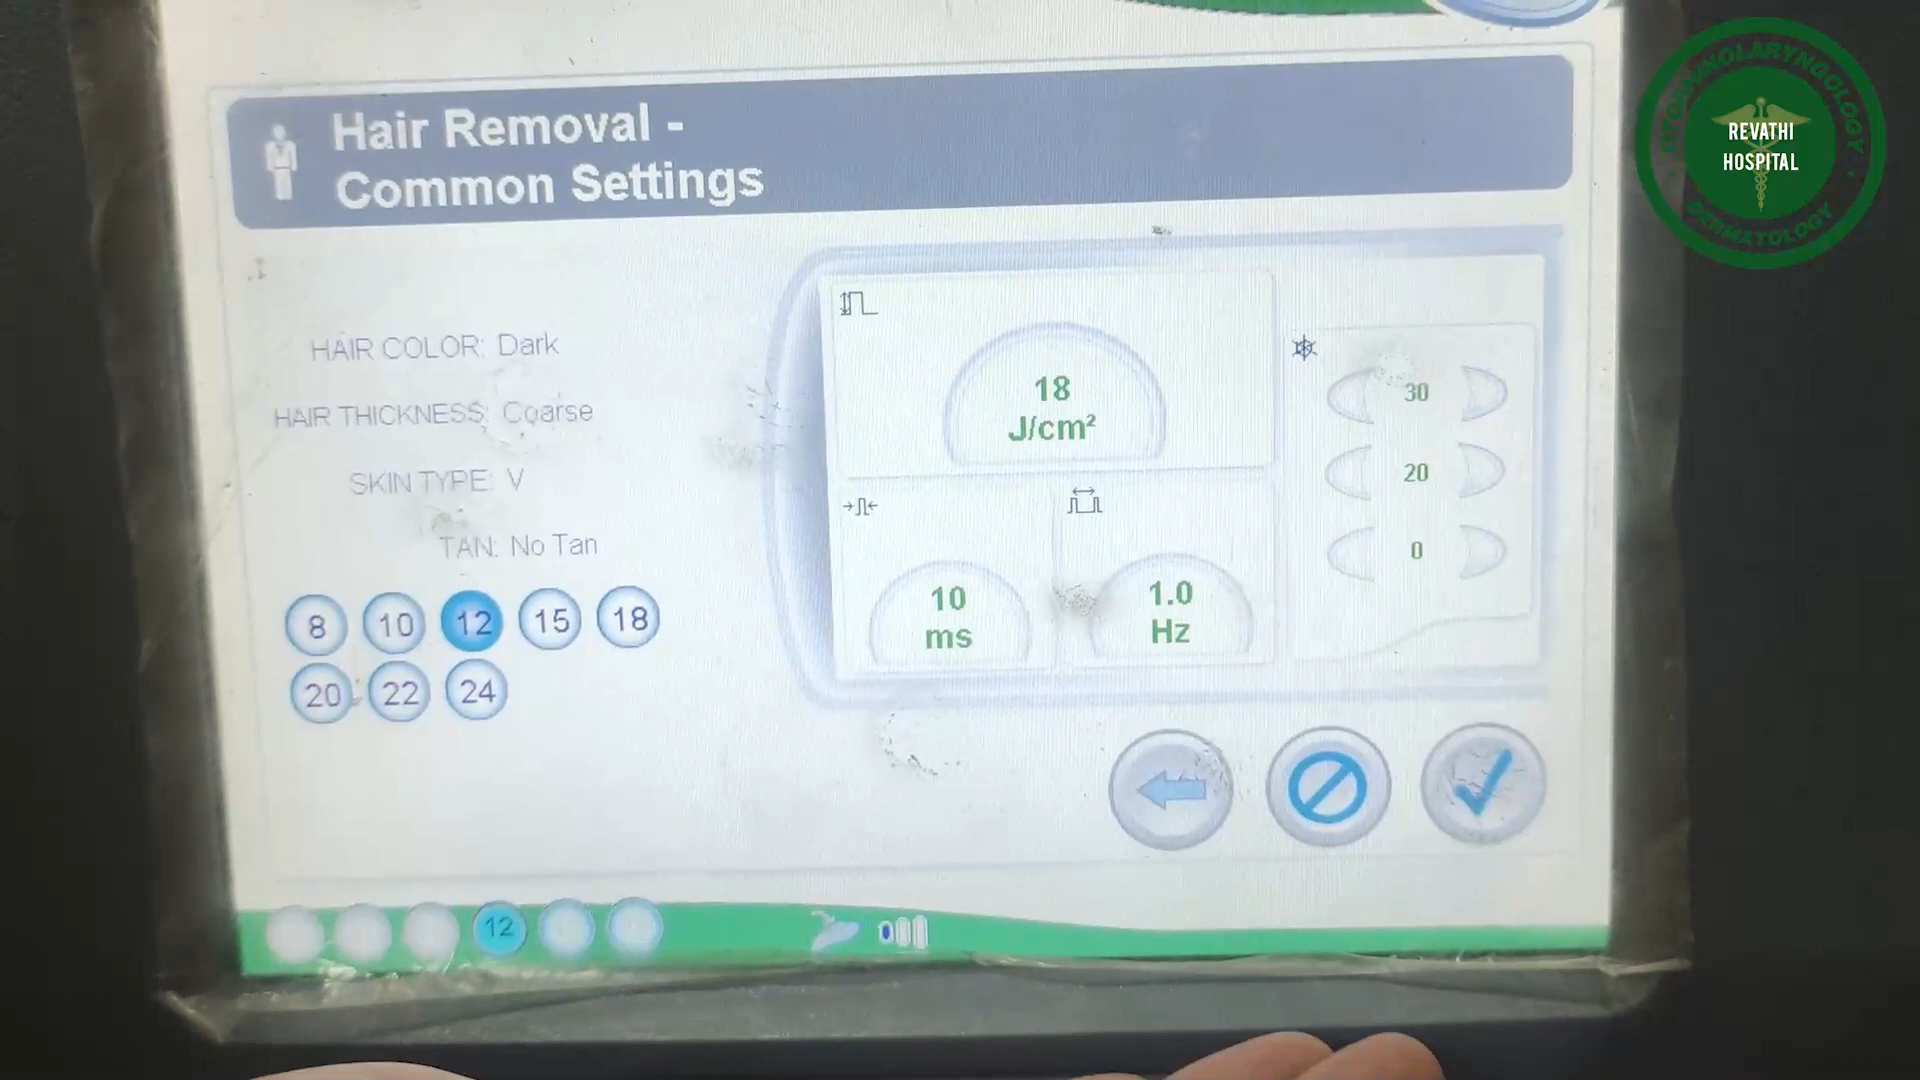 Hair Removal -
Common Settings
HAIR COLOR: Dark
HAIR THICKNESS: Coarse
SKIN TYPE: V
TAN: No Tan
8 10 12 15 18
20 22 24
18
J/cm²
10
ms
1.0
Hz
30
20
0
12
OTORHINOLARYNGOLOGY
REVATHI
HOSPITAL
DERMATOLOGY